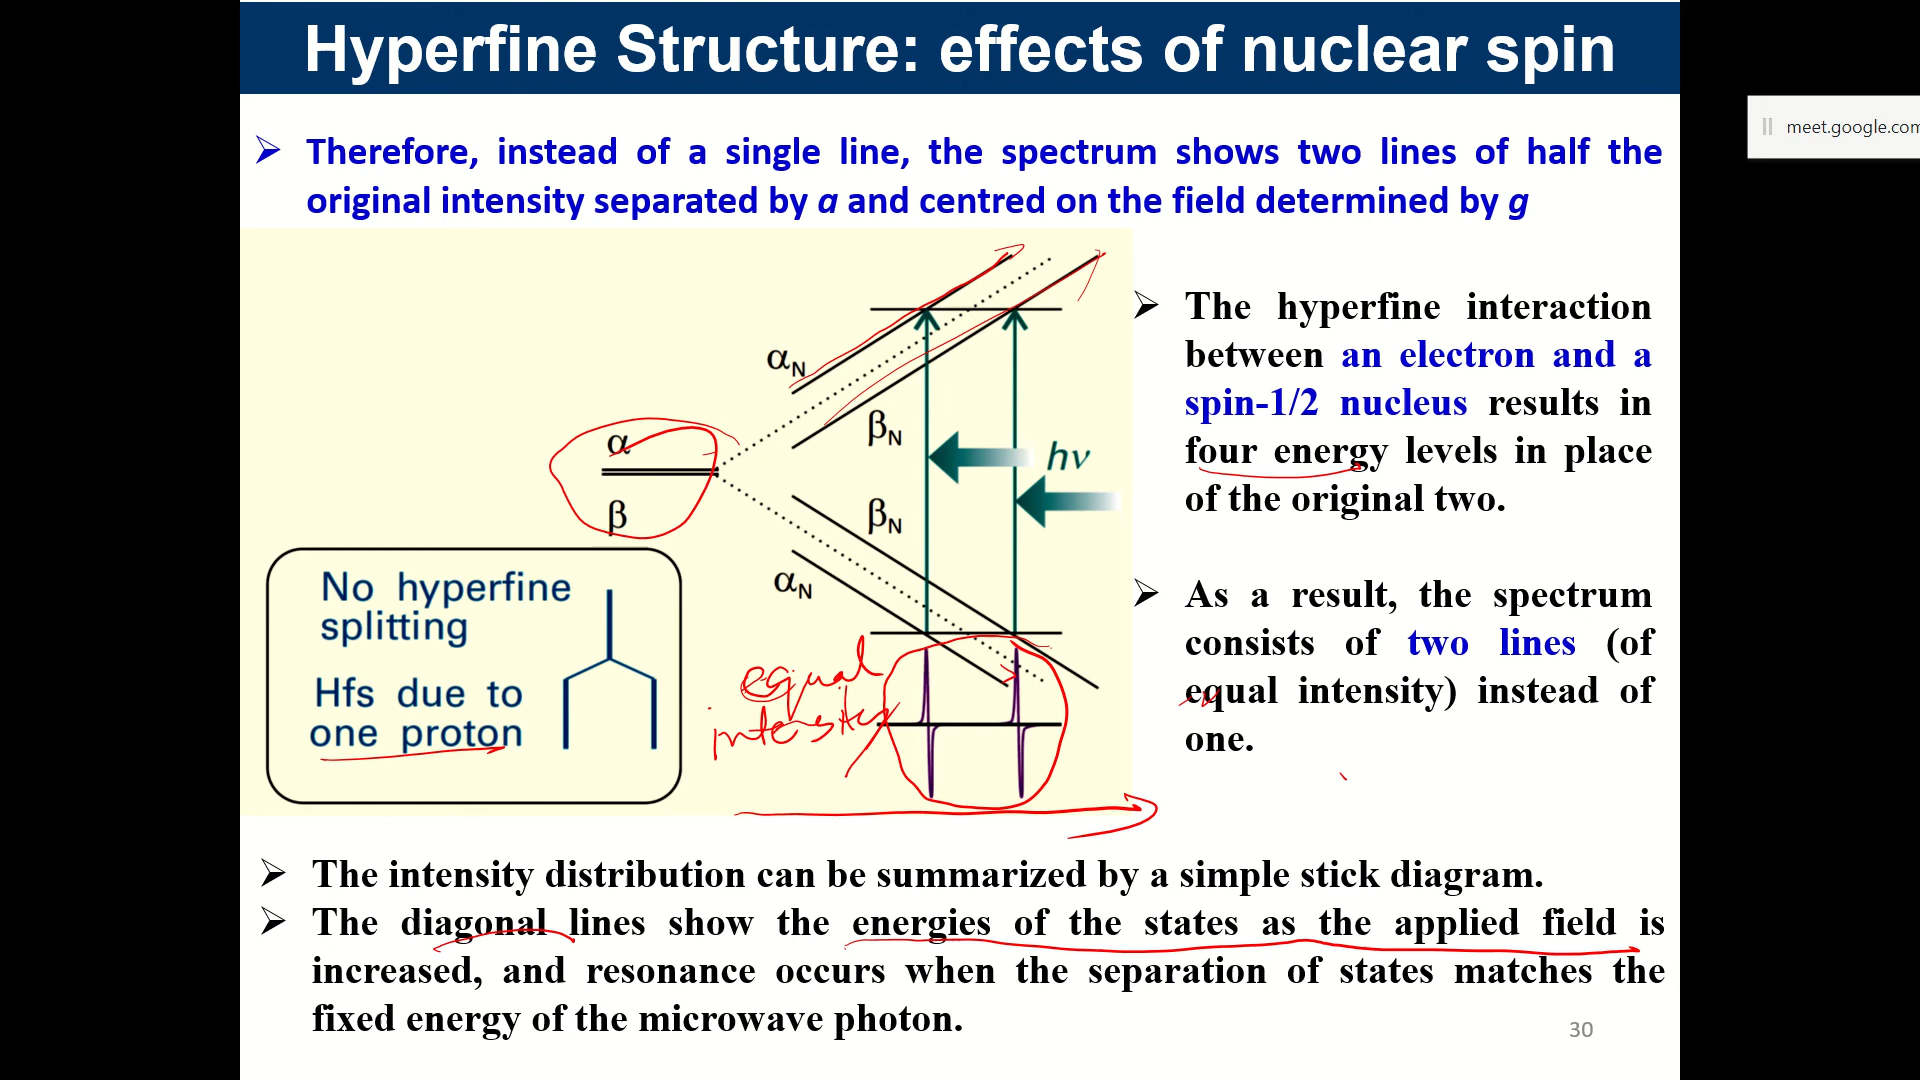 Hyperfine Structure: effects of nuclear spin
meet.google.com
➢ Therefore, instead of a single line, the spectrum shows two lines of half the
original intensity separated by a and centred on the field determined by g
α
β
αN
βN
βN
αN
hν
No hyperfine
splitting
Hfs due to
one proton
equal
intensity
➢ The hyperfine interaction
between an electron and a
spin-1/2 nucleus results in
four energy levels in place
of the original two.
➢ As a result, the spectrum
consists of two lines (of
equal intensity) instead of
one.
➢ The intensity distribution can be summarized by a simple stick diagram.
➢ The diagonal lines show the energies of the states as the applied field is
increased, and resonance occurs when the separation of states matches the
fixed energy of the microwave photon.
30